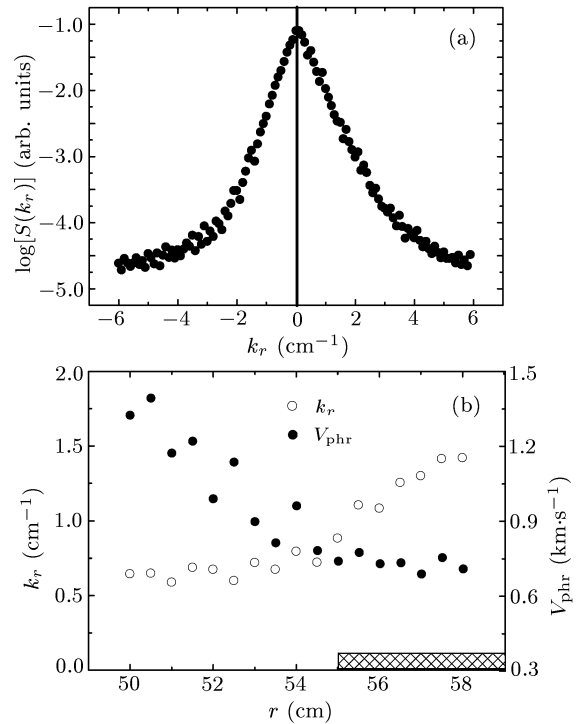 (a)
−1.0
−2.0
−3.0
−4.0
−5.0
log[S(k_r)] (arb. units)
−6 −4 −2 0 2 4 6
k_r (cm⁻¹)
(b)
k_r
V_phr
2.0
1.5
1.0
0.5
0.0
k_r (cm⁻¹)
1.5
1.2
0.9
0.6
0.3
V_phr (km·s⁻¹)
50 52 54 56 58
r (cm)